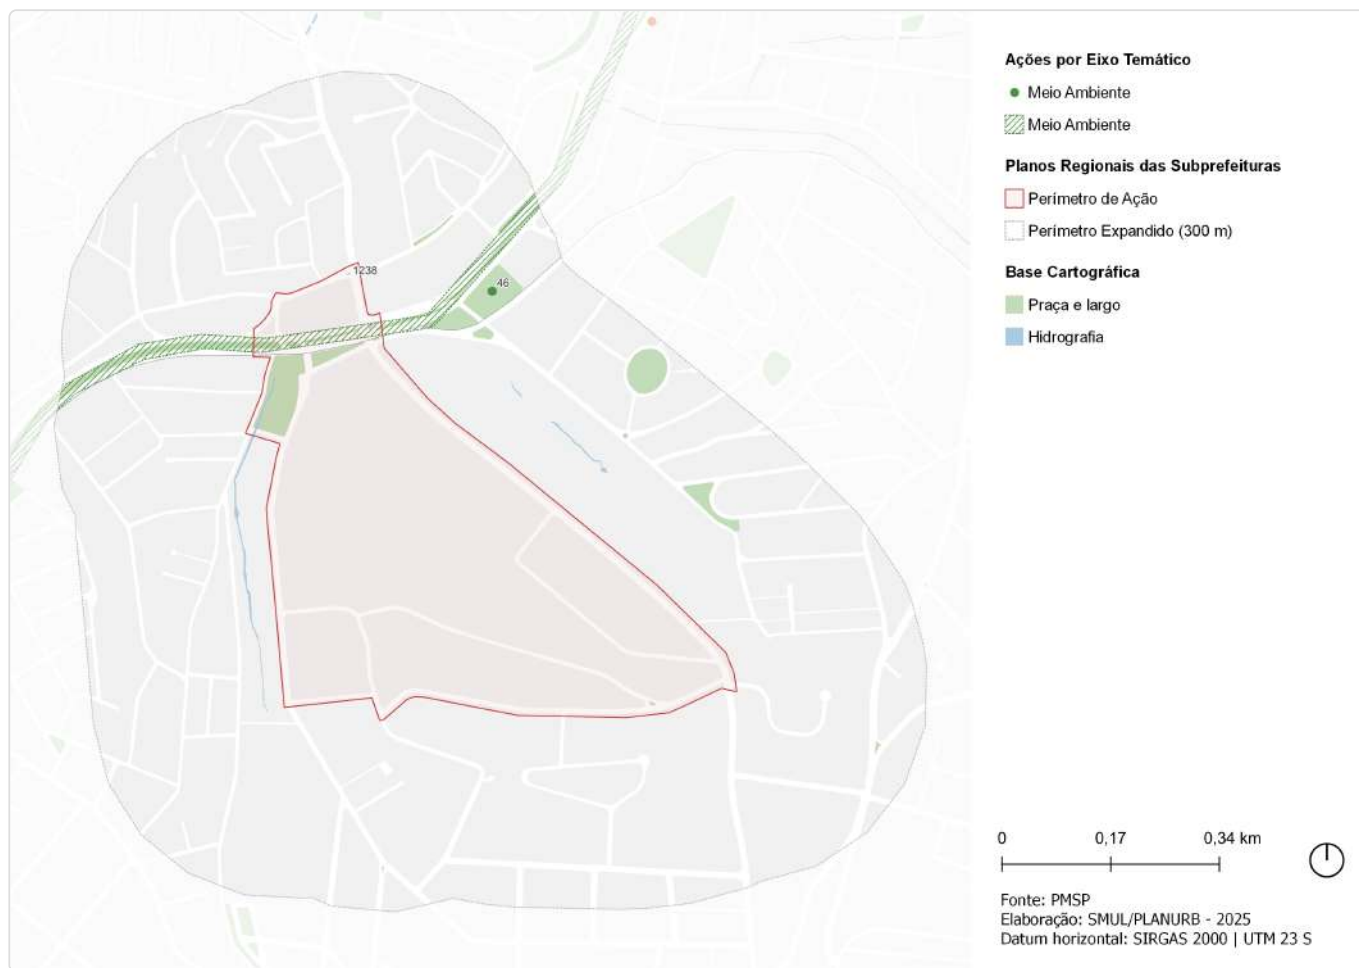 1238
46
Ações por Eixo Temático
Meio Ambiente
Meio Ambiente
Planos Regionais das Subprefeituras
Perímetro de Ação
Perímetro Expandido (300 m)
Base Cartográfica
Praça e largo
Hidrografia
0 0,17 0,34 km
Fonte: PMSP
Elaboração: SMUL/PLANURB - 2025
Datum horizontal: SIRGAS 2000 | UTM 23 S